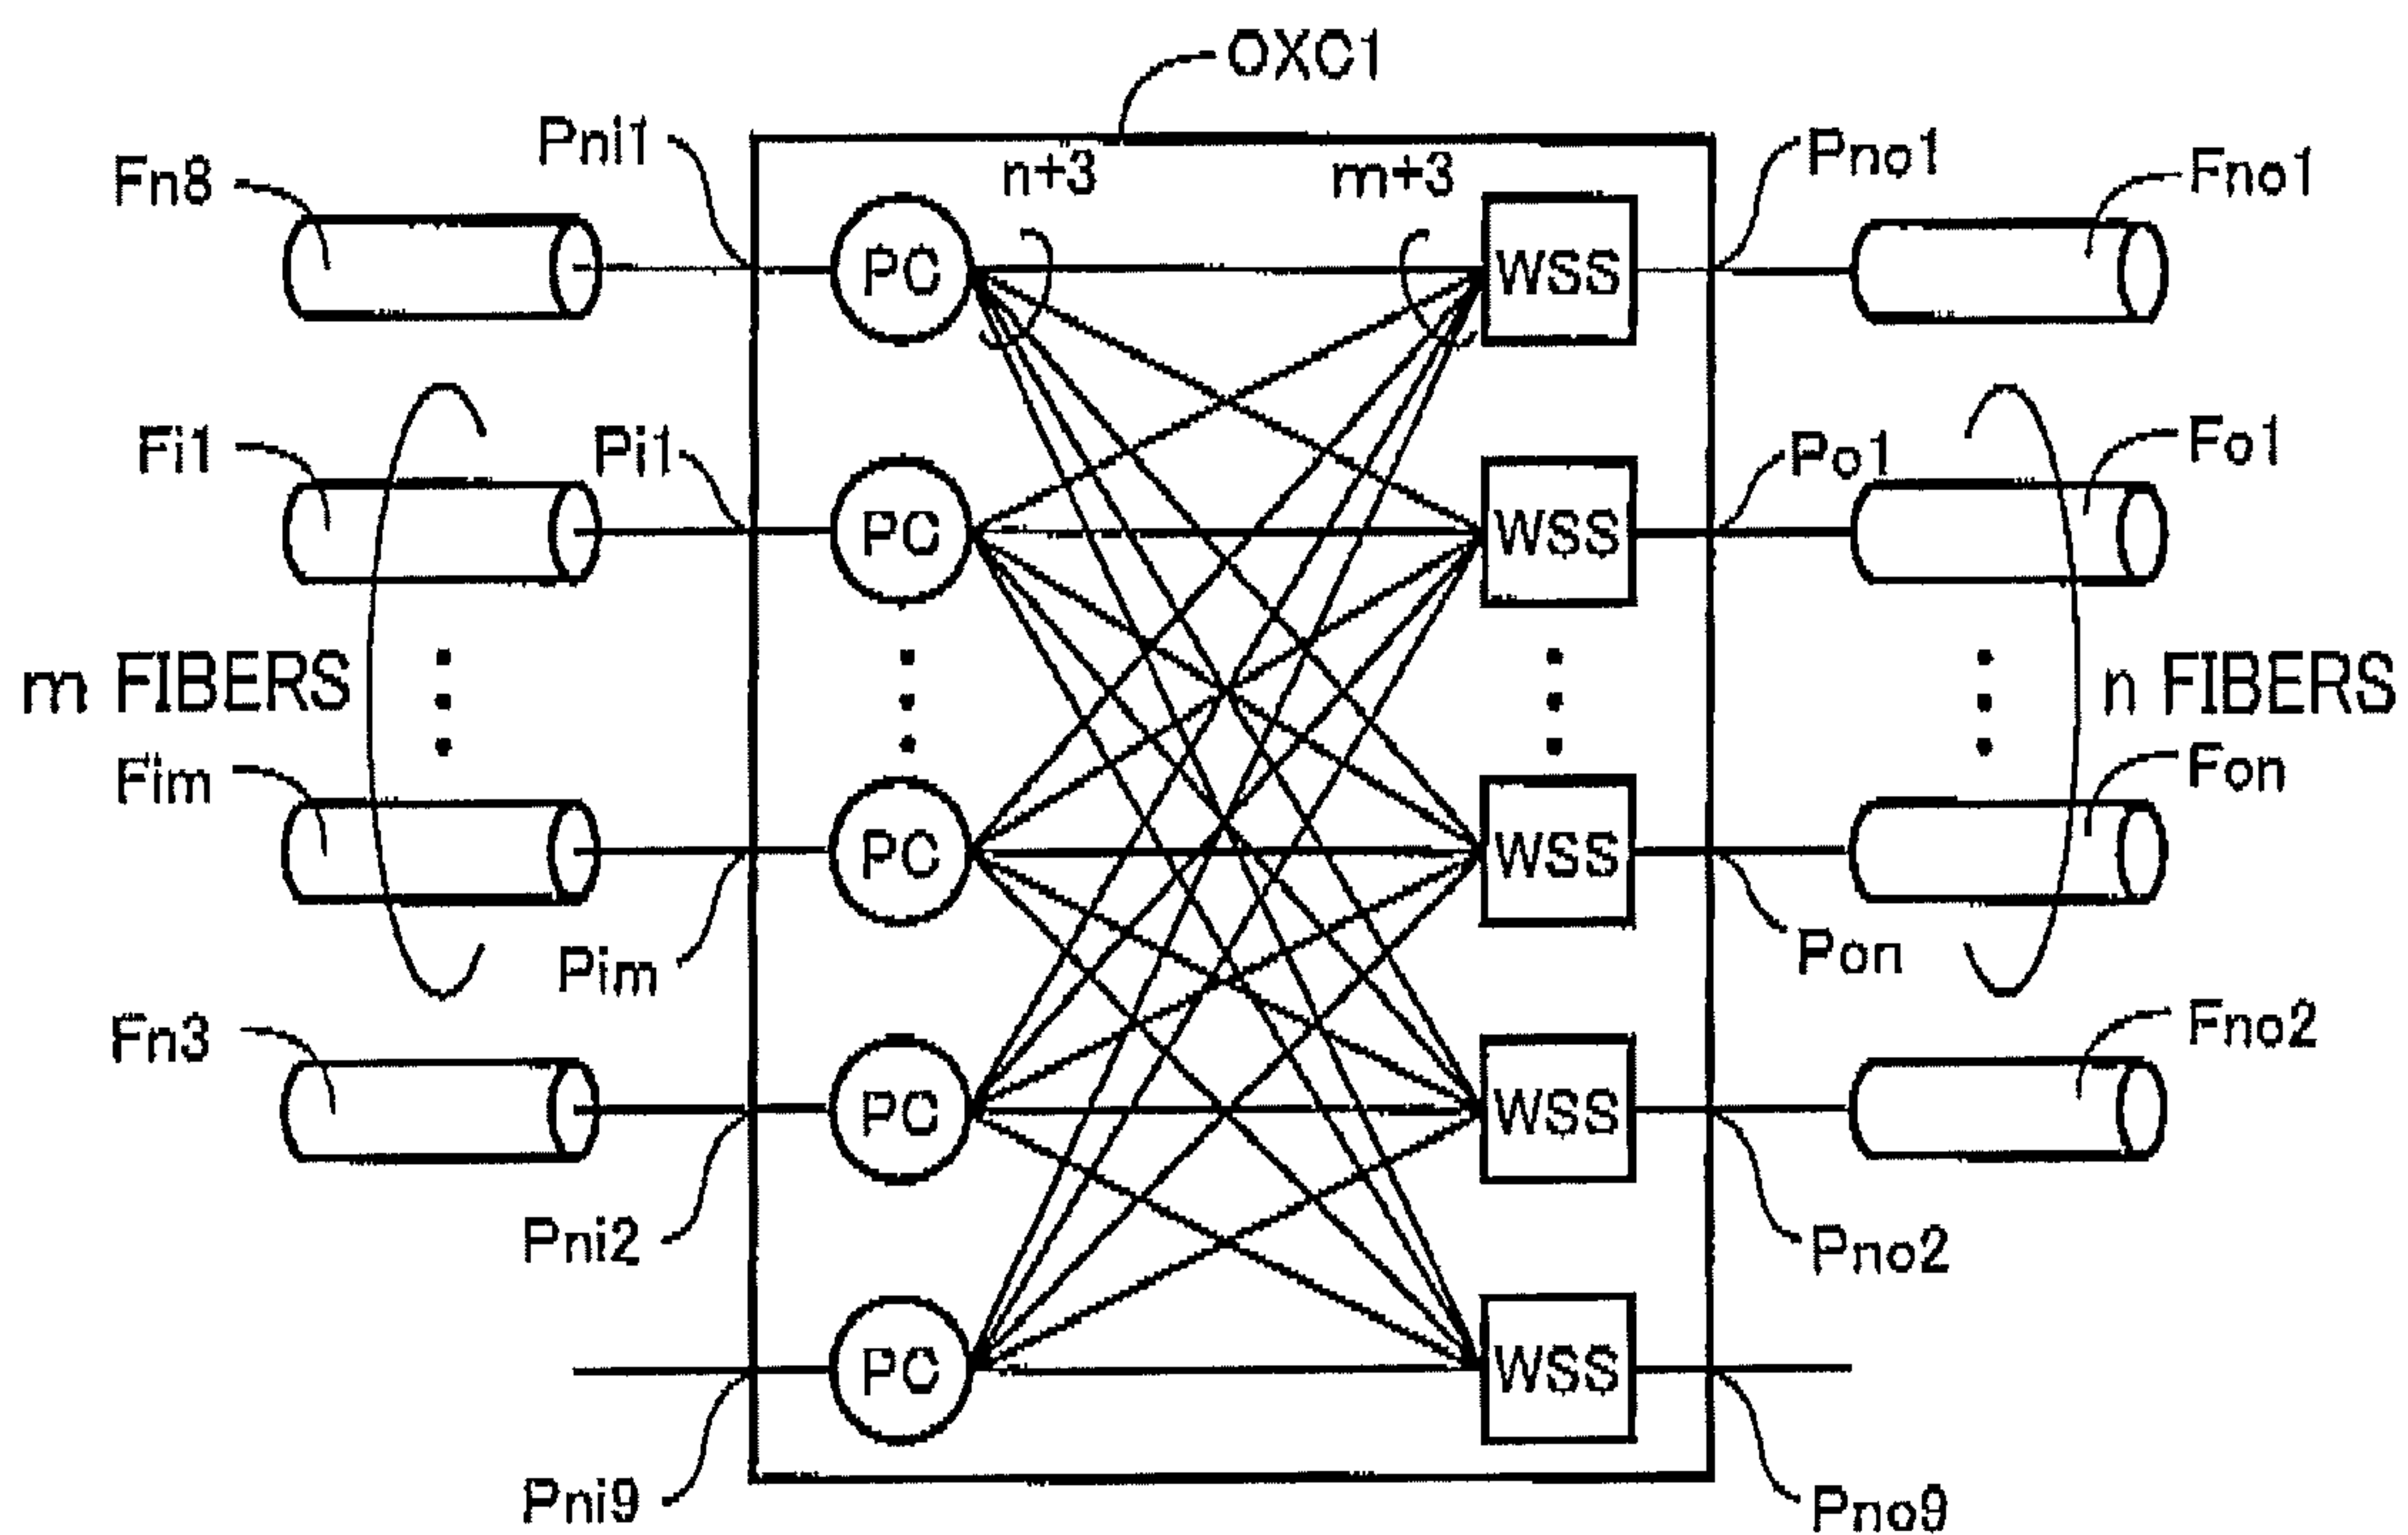 OXC1
Pni1
n+3
m+3
Pno1
Fn8
Fno1
PC
WSS
Fi1
Pi1
Po1
Fo1
PC
WSS
m FIBERS
n FIBERS
Fim
Fon
PC
WSS
Pim
Pon
Fn3
Fno2
PC
WSS
Pni2
Pno2
PC
WSS
Pni9
Pno9